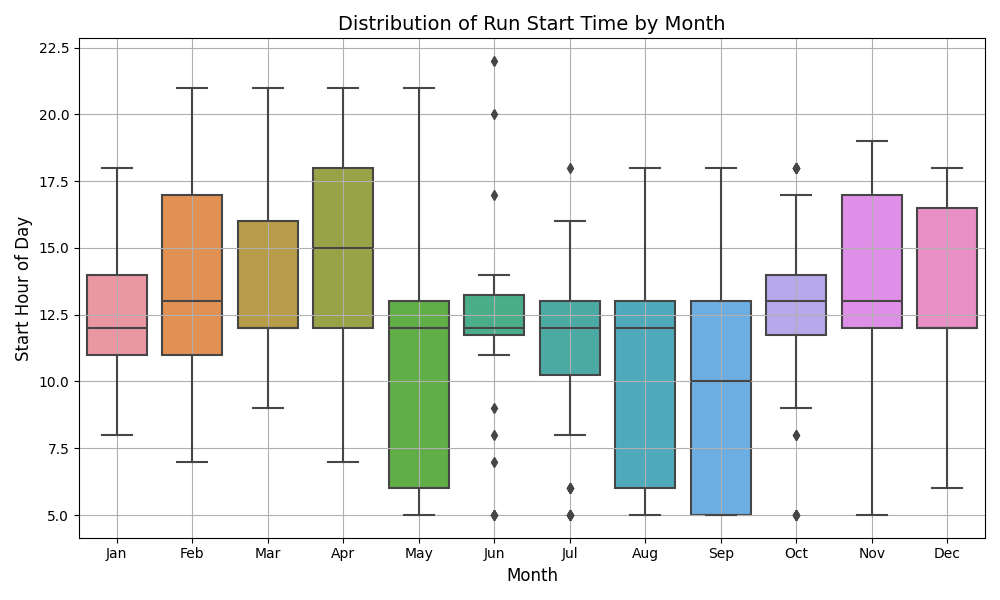 Distribution of Run Start Time by Month
Start Hour of Day
22.5
20.0
17.5
15.0
12.5
10.0
7.5
5.0
Jan Feb Mar Apr May Jun Jul Aug Sep Oct Nov Dec
Month